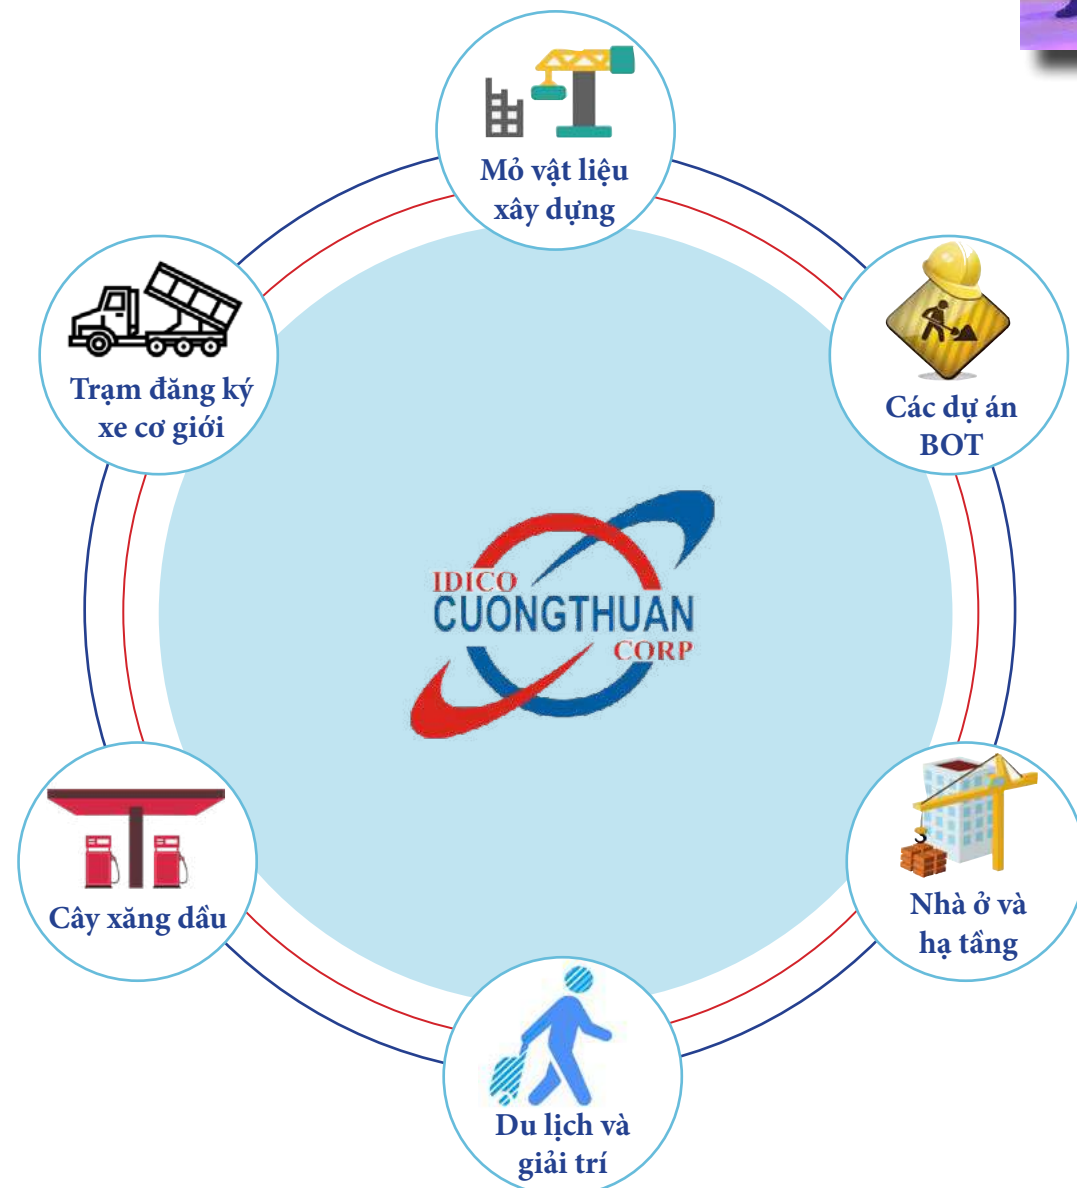 Mỏ vật liệu
xây dựng
Trạm đăng ký
xe cơ giới
Các dự án
BOT
IDICO
CUONGTHUAN
CORP
Cây xăng dầu
Nhà ở và
hạ tầng
Du lịch và
giải trí